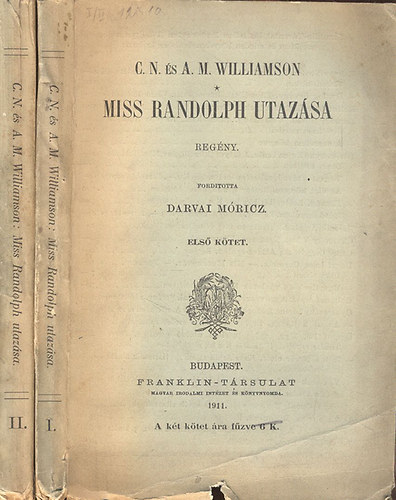 C. N. ÉS A. M. WILLIAMSON
*
MISS RANDOLPH UTAZÁSA
REGÉNY.
FORDITOTTA
DARVAI MÓRICZ.
ELSŐ KÖTET.
BUDAPEST.
FRANKLIN-TÁRSULAT
MAGYAR IRODALMI INTÉZET ÉS KÖNYVNYOMDA.
1911.
A két kötet ára fűzve 6 K.
C. N. és A. M. Williamson: Miss Randolph utazása.
I.
C. N. és A. M. Williamson: Miss Randolph utazása.
II.